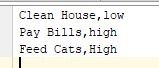 Clean House,low
Pay Bills,high
Feed Cats,High